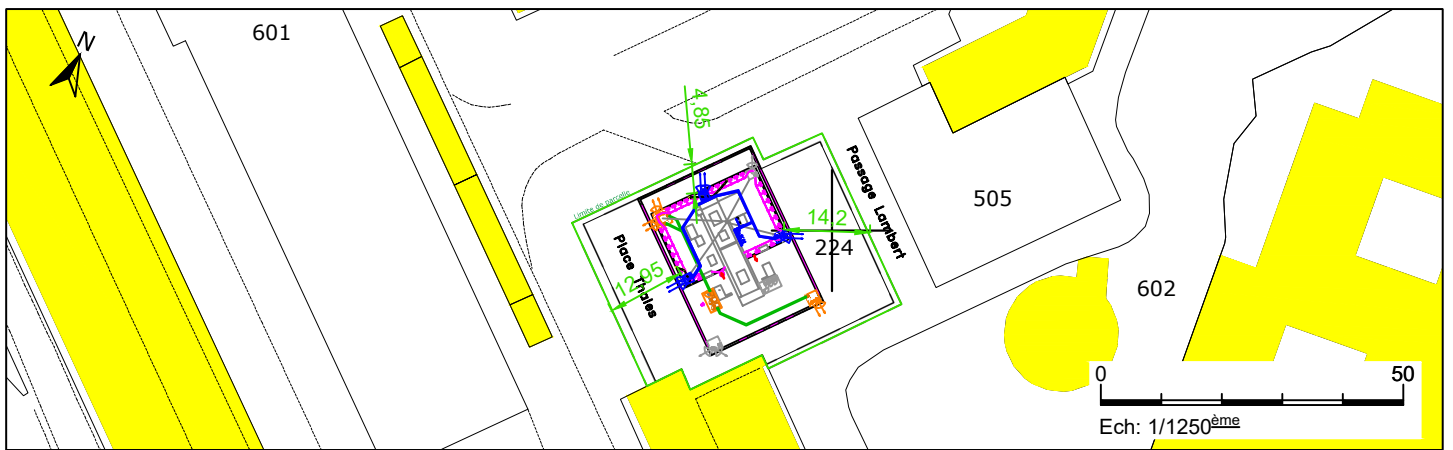 601
N
4,85
Limite de parcelle
Passage Lambert
505
Place Thales
14,2
224
12,95
602
0 50
Ech: 1/1250ème